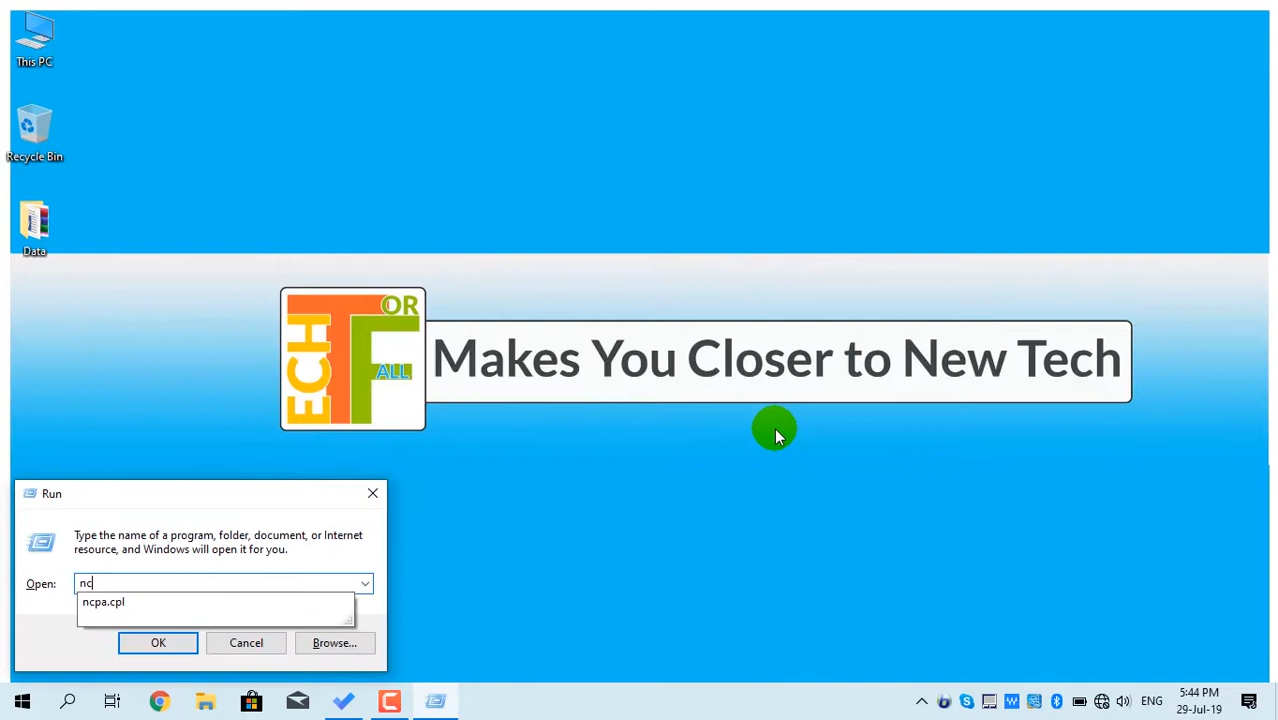 This PC
Recycle Bin
Data
ECH
OR
ALL
Makes You Closer to New Tech
Run
Type the name of a program, folder, document, or Internet
resource, and Windows will open it for you.
Open:
nc
ncpa.cpl
OK
Cancel
Browse...
ENG
5:44 PM
29-Jul-19